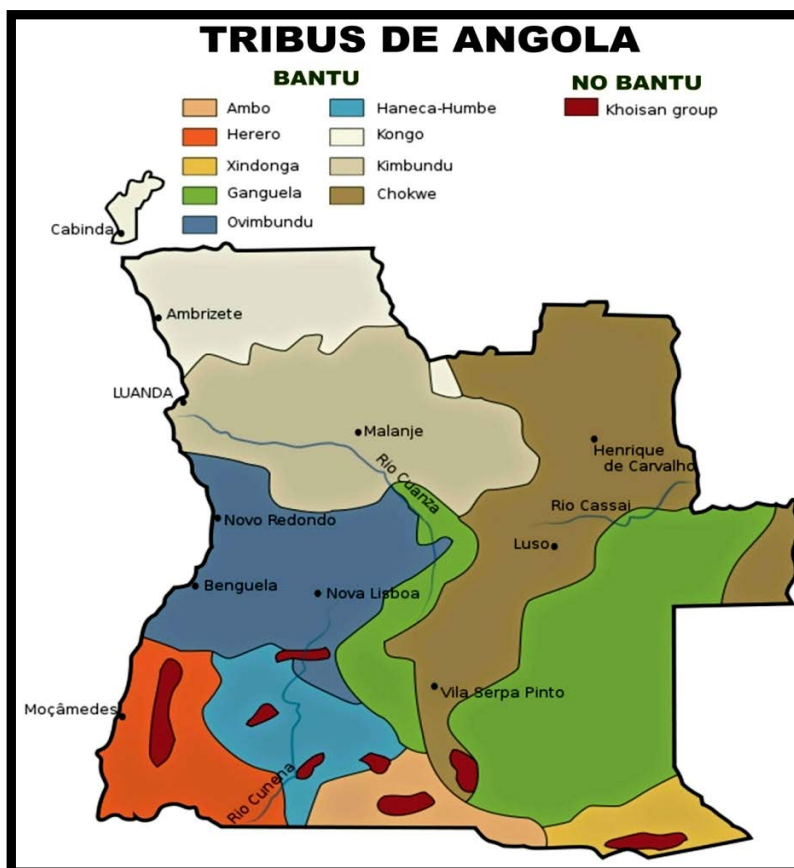 TRIBUS DE ANGOLA
BANTU
NO BANTU
Ambo
Herero
Xindonga
Ganguela
Ovimbundu
Haneca-Humbe
Kongo
Kimbundu
Chokwe
Khoisan group
Cabinda
Ambrizete
LUANDA
Malanje
Henrique
de Carvalho
Rio Cuanza
Rio Cassai
Novo Redondo
Luso
Benguela
Nova Lisboa
Vila Serpa Pinto
Moçâmedes
Rio Cunena